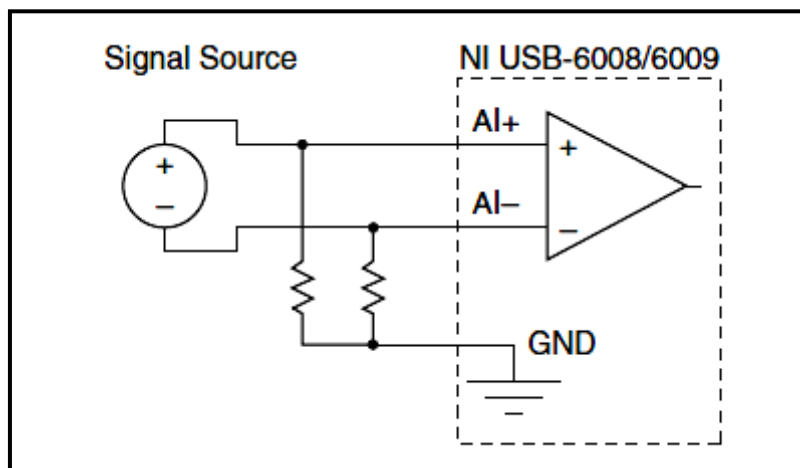 Signal Source
NI USB-6008/6009
AI+
+
+
–
AI–
–
GND